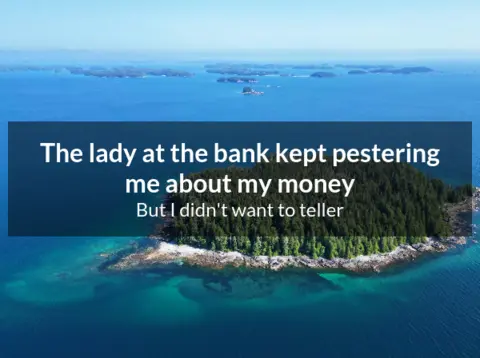 The lady at the bank kept pestering
me about my money
But I didn't want to teller